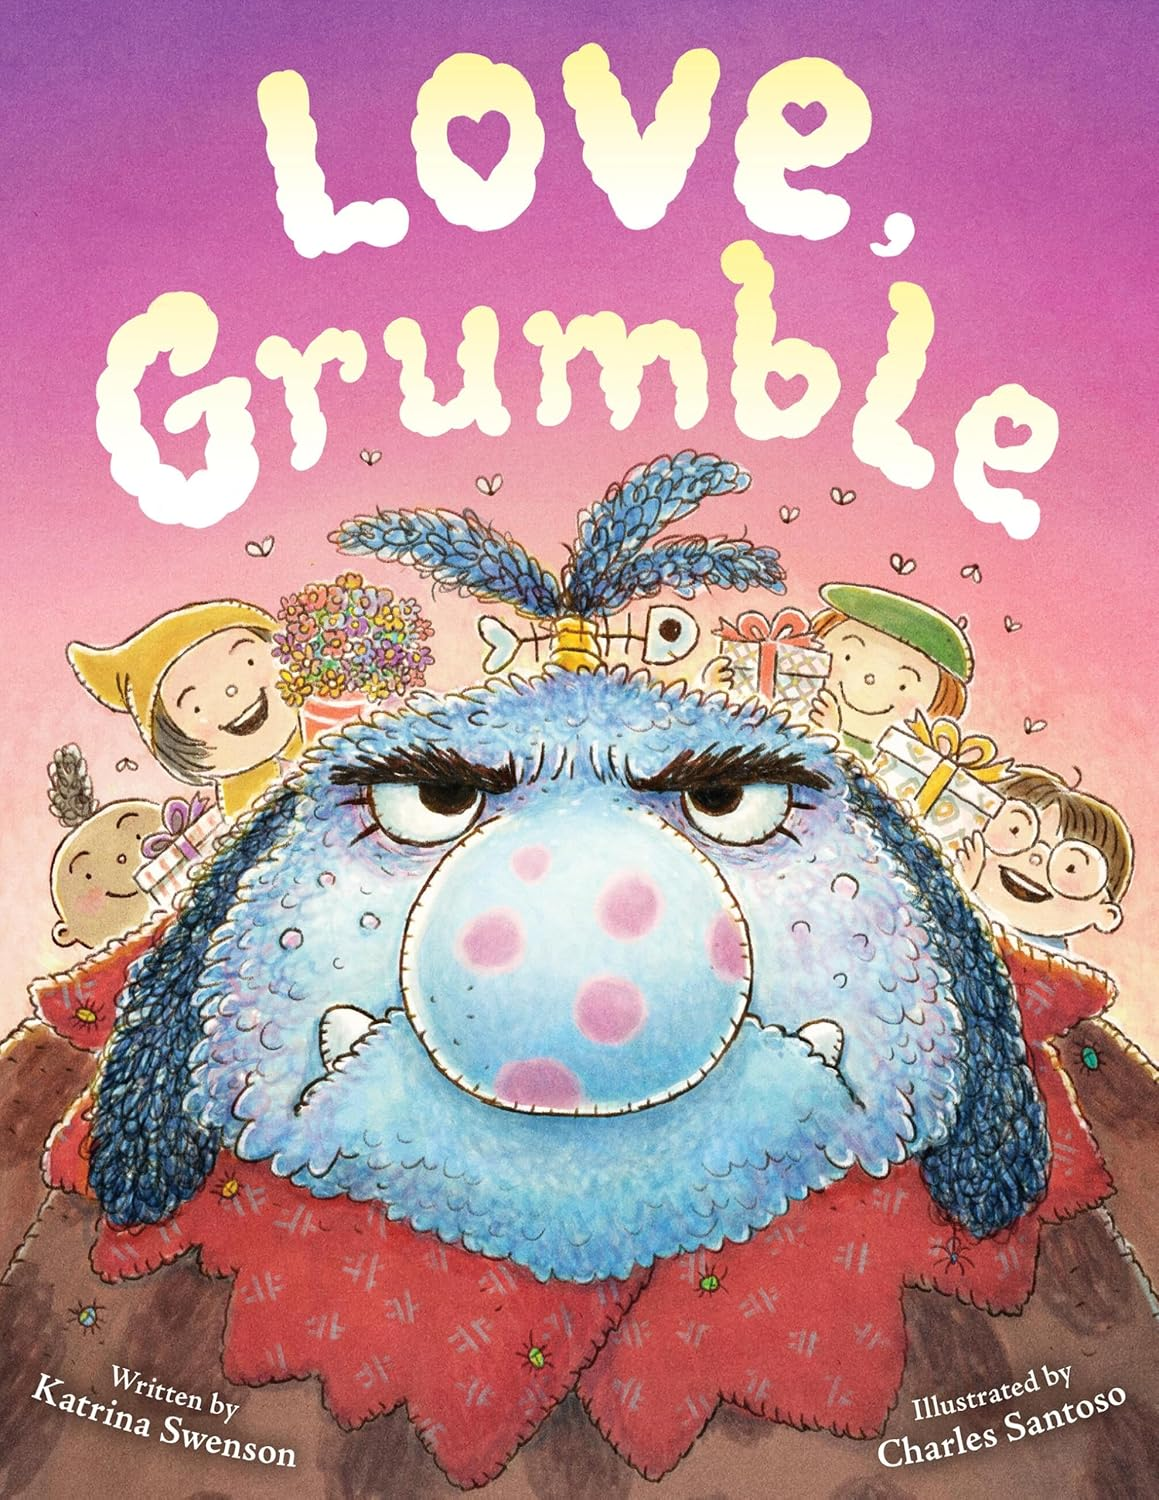 Love,
Grumble
Written by
Katrina Swenson
Illustrated by
Charles Santoso